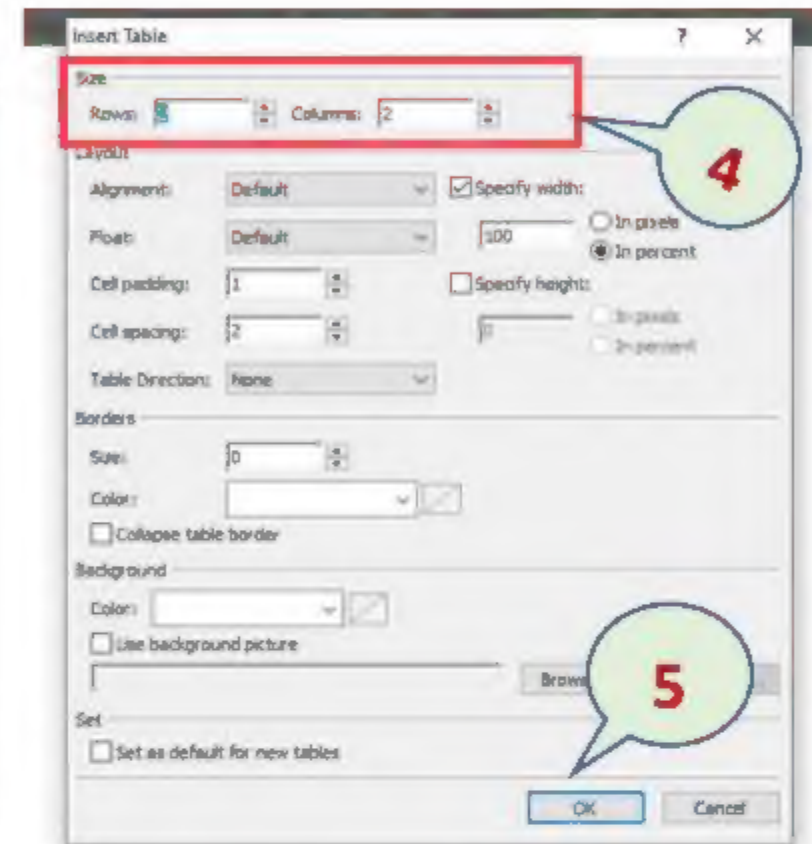 Insert Table ? ×
Size
Rows: Columns: 2
4
Layout
Alignment: Default Specify width:
Float: Default 100 In pixels
In percent
Cell padding: 1 Specify height:
Cell spacing: 2 0 In pixels
In percent
Table Direction: None
Borders
Size: 0
Color:
Collapse table border
Background
Color:
Use background picture
Brows
5
Set
Set as default for new tables
OK Cancel